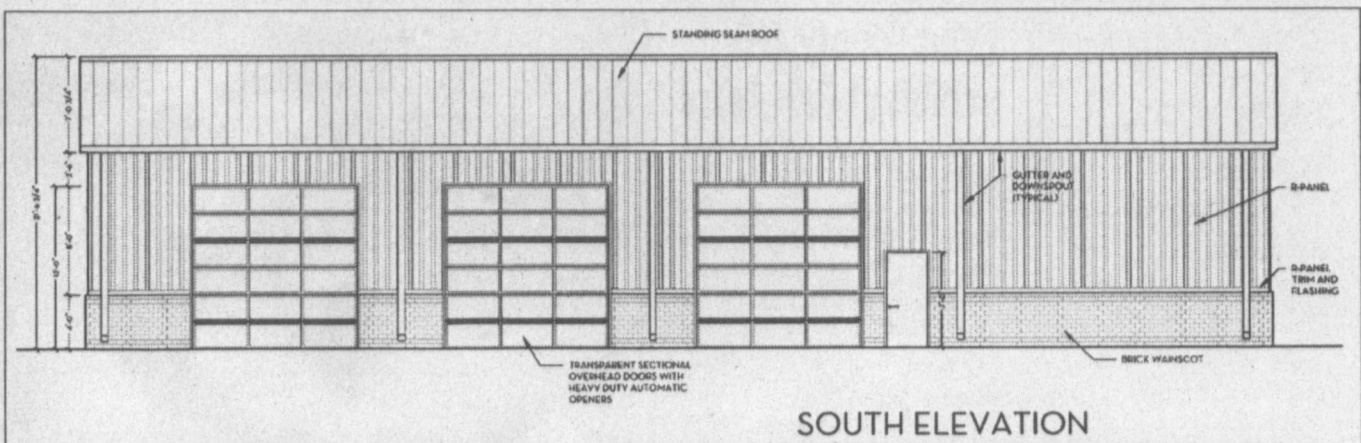 STANDING SEAM ROOF
GUTTER AND
DOWNSPOUT
(TYPICAL)
R-PANEL
R-PANEL
TRIM AND
FLASHING
BRICK WAINSCOT
TRANSPARENT SECTIONAL
OVERHEAD DOORS WITH
HEAVY DUTY AUTOMATIC
OPENERS
SOUTH ELEVATION